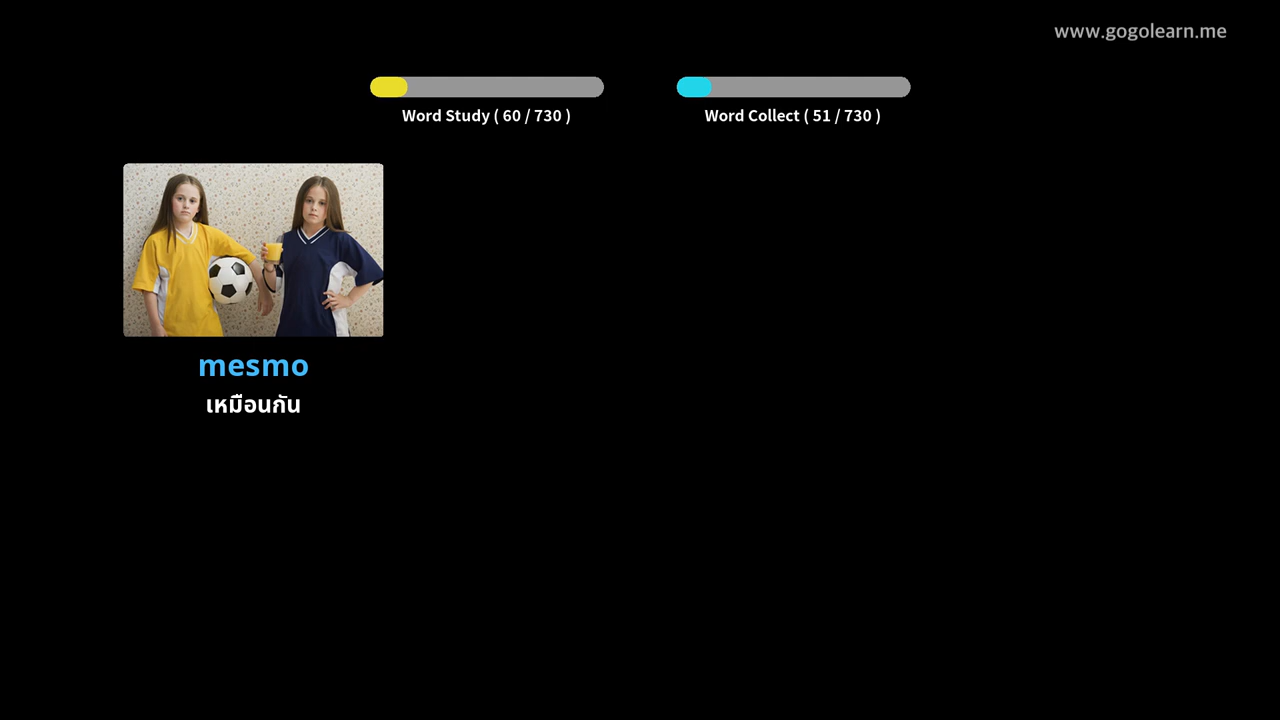 www.gogolearn.me
Word Study ( 60 / 730 )
Word Collect ( 51 / 730 )
mesmo
เหมือนกัน